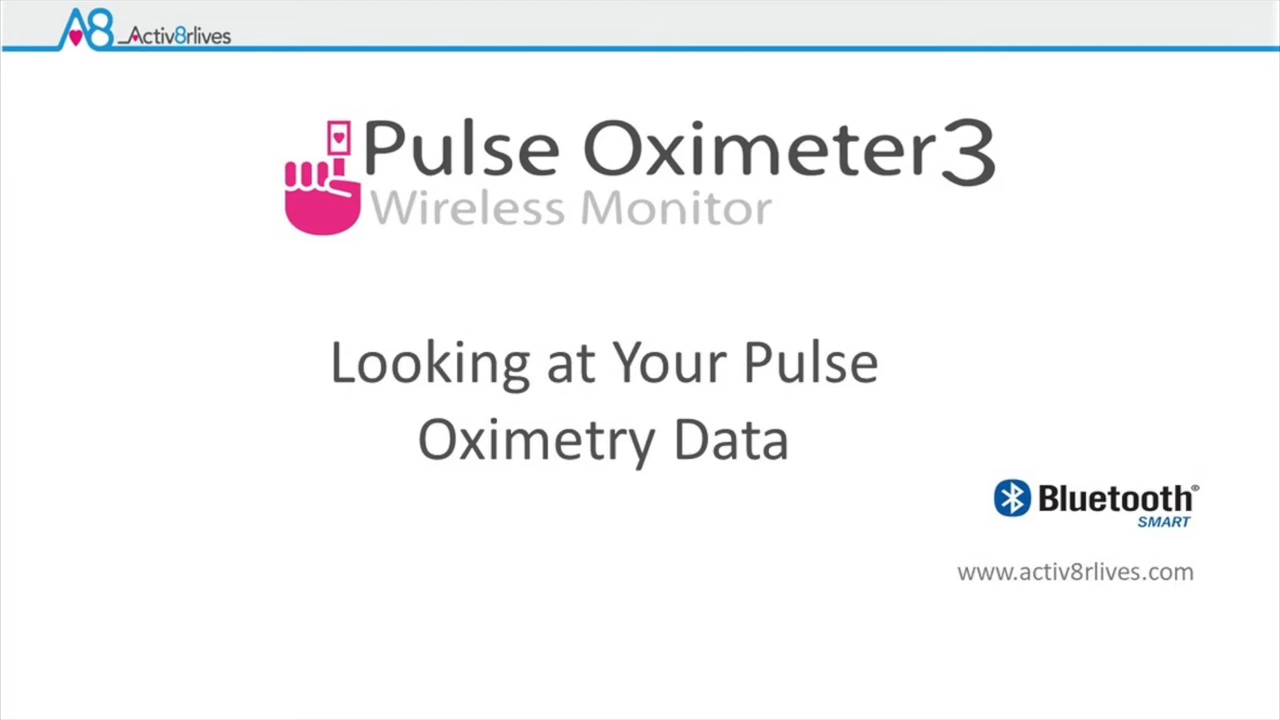 A8 Activ8rlives
Pulse Oximeter3
Wireless Monitor
Looking at Your Pulse
Oximetry Data
Bluetooth®
SMART
www.activ8rlives.com